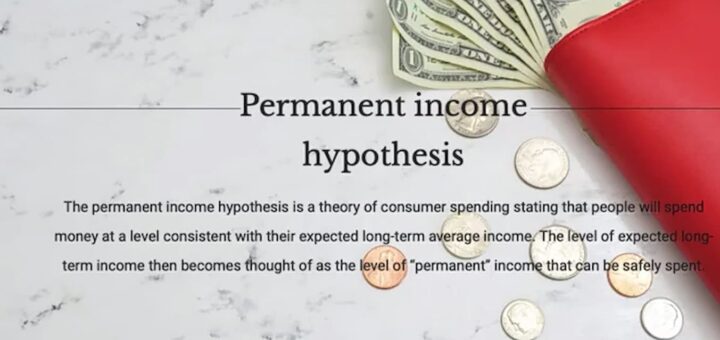 Permanent income
hypothesis
The permanent income hypothesis is a theory of consumer spending stating that people will spend
money at a level consistent with their expected long-term average income. The level of expected long-
term income then becomes thought of as the level of "permanent" income that can be safely spent.